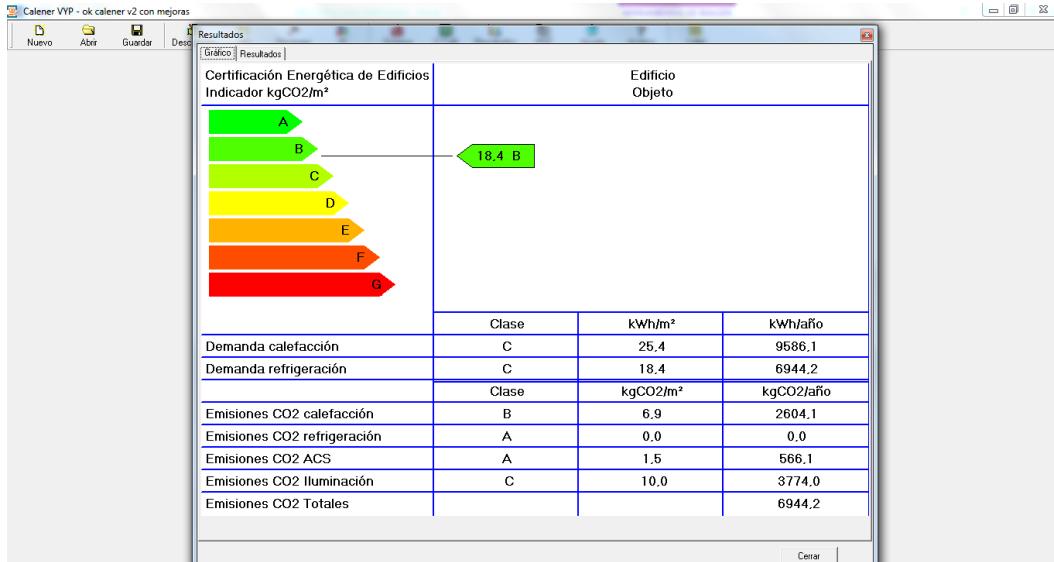 Calener VYP - ok calener v2 con mejoras
Nuevo Abrir Guardar Desc
Resultados
Gráfico Resultados
Certificación Energética de Edificios
Indicador kgCO2/m²
Edificio
Objeto
A
B
18,4 B
C
D
E
F
G
Clase kWh/m² kWh/año
Demanda calefacción C 25,4 9586,1
Demanda refrigeración C 18,4 6944,2
Clase kgCO2/m² kgCO2/año
Emisiones CO2 calefacción B 6,9 2604,1
Emisiones CO2 refrigeración A 0,0 0,0
Emisiones CO2 ACS A 1,5 566,1
Emisiones CO2 Iluminación C 10,0 3774,0
Emisiones CO2 Totales 6944,2
Cerrar